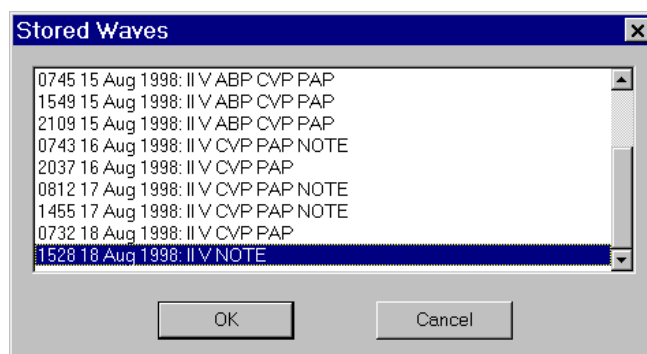 Stored Waves
0745 15 Aug 1998: II V ABP CVP PAP
1549 15 Aug 1998: II V ABP CVP PAP
2109 15 Aug 1998: II V ABP CVP PAP
0743 16 Aug 1998: II V CVP PAP NOTE
2037 16 Aug 1998: II V CVP PAP
0812 17 Aug 1998: II V CVP PAP NOTE
1455 17 Aug 1998: II V CVP PAP NOTE
0732 18 Aug 1998: II V CVP PAP
1528 18 Aug 1998: II V NOTE
OK Cancel